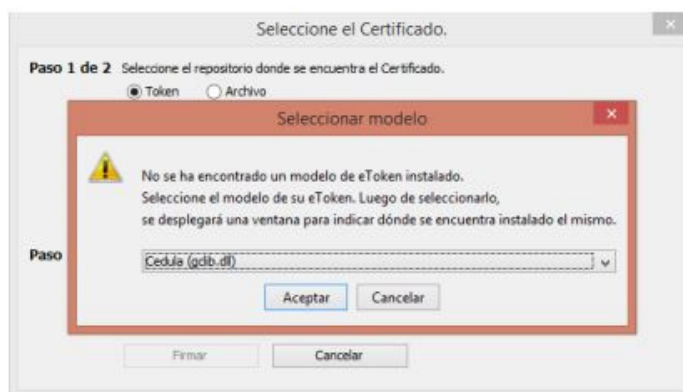 Seleccione el Certificado.
Paso 1 de 2 Seleccione el repositorio donde se encuentra el Certificado.
Token Archivo
Seleccionar modelo
No se ha encontrado un modelo de eToken instalado.
Seleccione el modelo de su eToken. Luego de seleccionarlo,
se desplegará una ventana para indicar dónde se encuentra instalado el mismo.
Paso
Cedula (gclib.dll)
Aceptar Cancelar
Firmar Cancelar